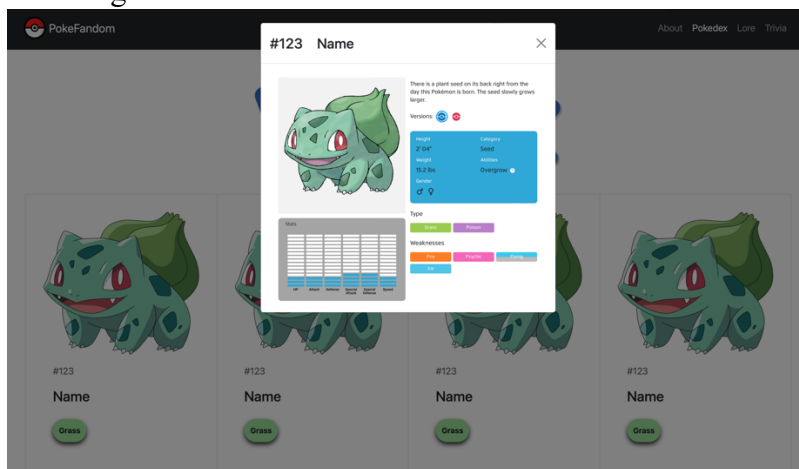 PokeFandom
About Pokedex Lore Trivia
#123 Name
There is a plant seed on its back right from the
day this Pokémon is born. The seed slowly grows
larger.
Versions:
Height
2' 04"
Category
Seed
Weight
15.2 lbs
Abilities
Overgrow
Gender
Type
Grass Poison
Weaknesses
Fire Psychic Flying
Ice
Stats
HP Attack Defense Special Attack Special Defense Speed
#123
Name
Grass
#123
Name
Grass
#123
Name
Grass
#123
Name
Grass